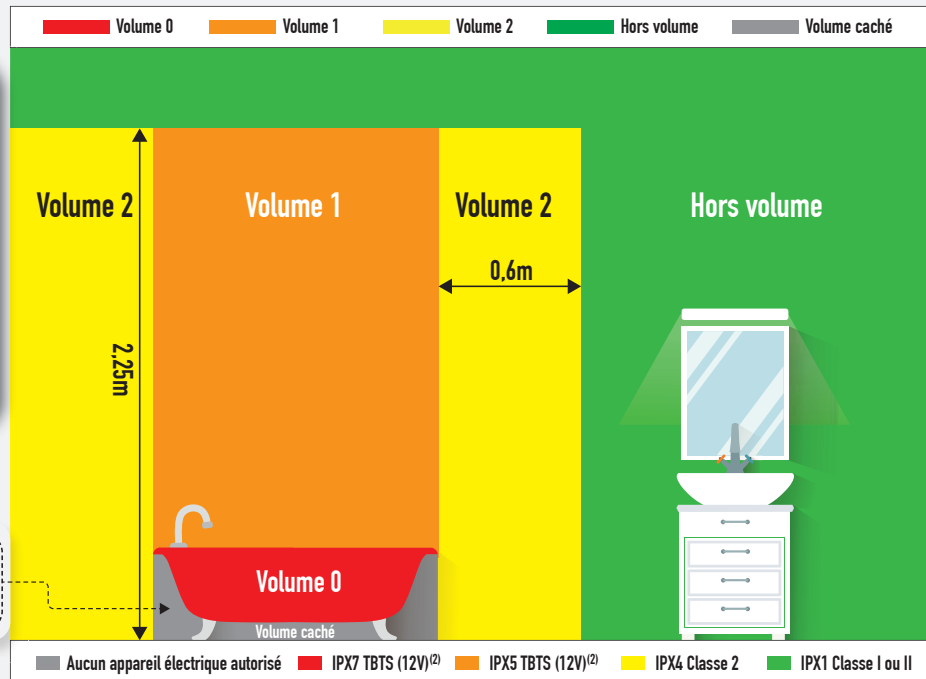 Volume 0 Volume 1 Volume 2 Hors volume Volume caché
Volume 2 Volume 1 Volume 2 Hors volume
0,6m
2,25m
Volume 0
Volume caché
Aucun appareil électrique autorisé IPX7 TBTS (12V)(2) IPX5 TBTS (12V)(2) IPX4 Classe 2 IPX1 Classe I ou II